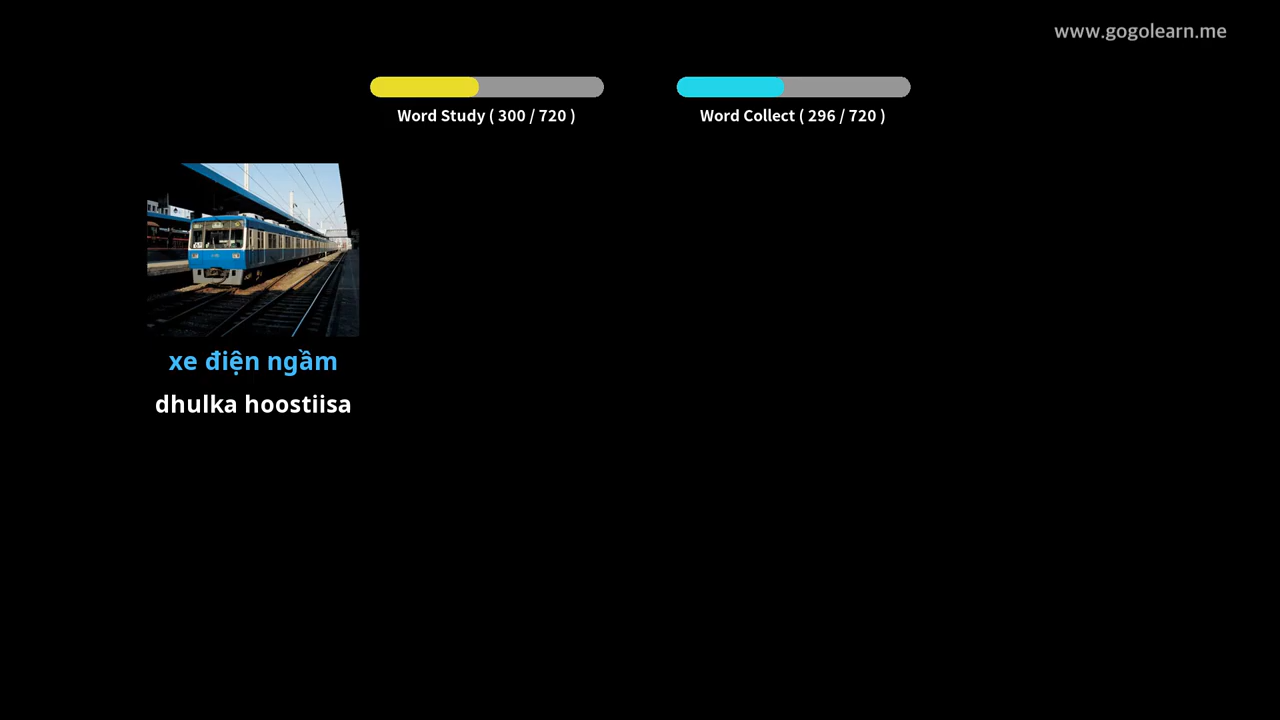 www.gogolearn.me
Word Study ( 300 / 720 )
Word Collect ( 296 / 720 )
xe điện ngầm
dhulka hoostiisa